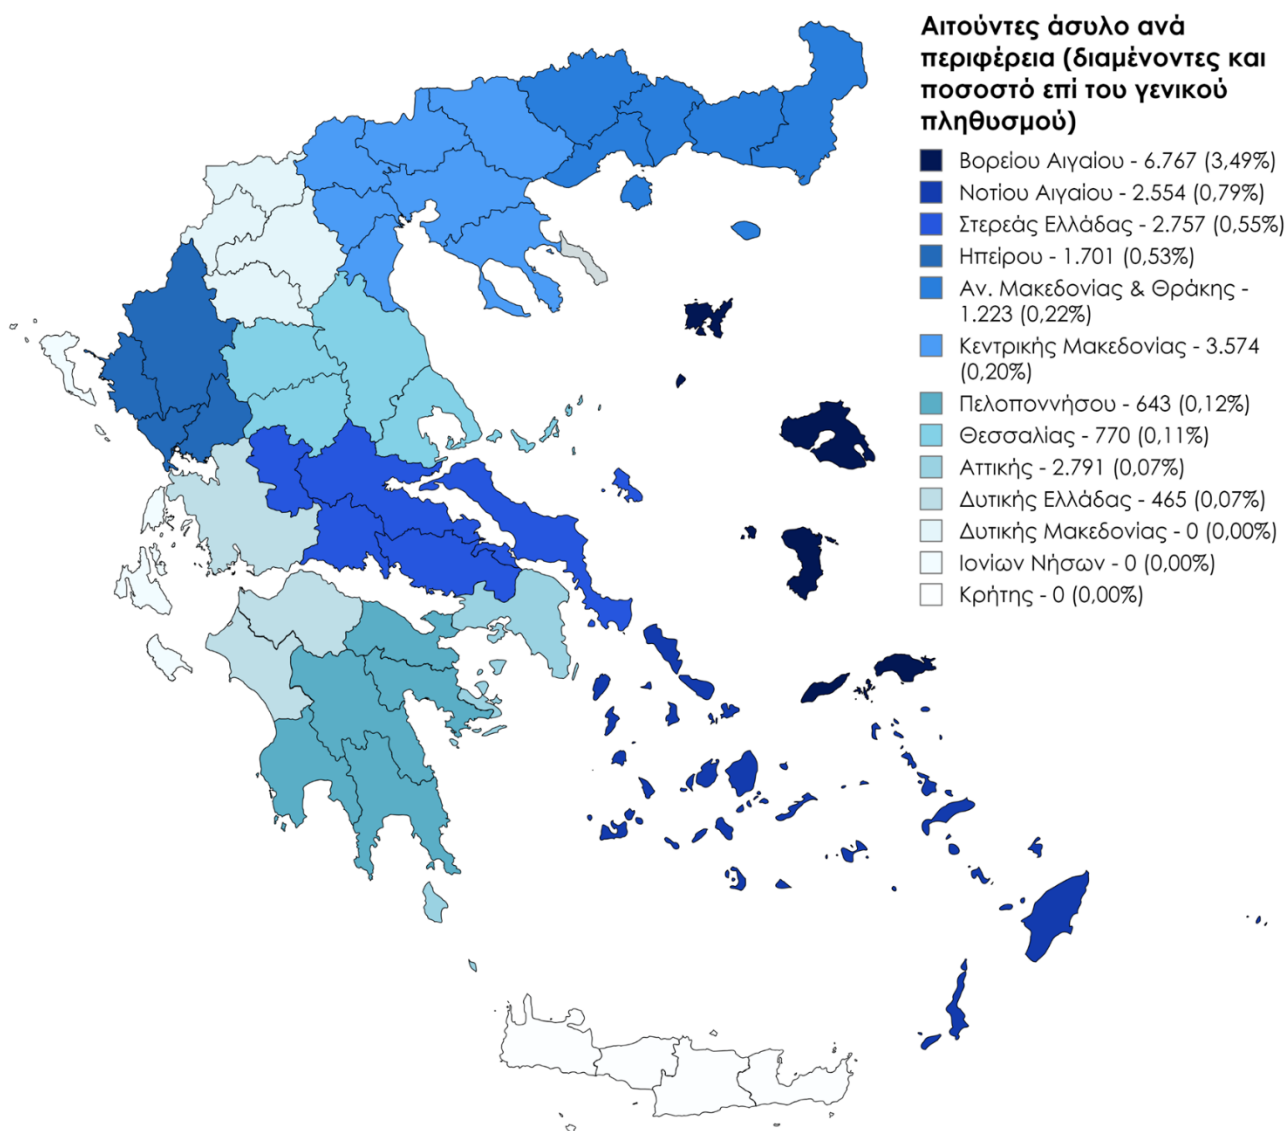 Αιτούντες άσυλο ανά
περιφέρεια (διαμένοντες και
ποσοστό επί του γενικού
πληθυσμού)
Βορείου Αιγαίου - 6.767 (3,49%)
Νοτίου Αιγαίου - 2.554 (0,79%)
Στερεάς Ελλάδας - 2.757 (0,55%)
Ηπείρου - 1.701 (0,53%)
Αν. Μακεδονίας & Θράκης -
1.223 (0,22%)
Κεντρικής Μακεδονίας - 3.574
(0,20%)
Πελοποννήσου - 643 (0,12%)
Θεσσαλίας - 770 (0,11%)
Αττικής - 2.791 (0,07%)
Δυτικής Ελλάδας - 465 (0,07%)
Δυτικής Μακεδονίας - 0 (0,00%)
Ιονίων Νήσων - 0 (0,00%)
Κρήτης - 0 (0,00%)